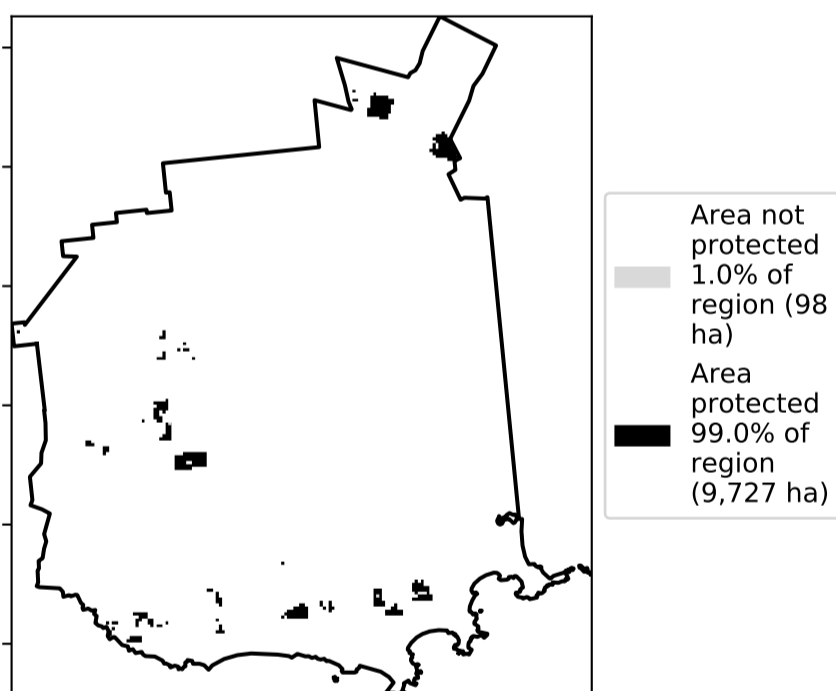 Area not
protected
1.0% of
region (98
ha)
Area
protected
99.0% of
region
(9,727 ha)